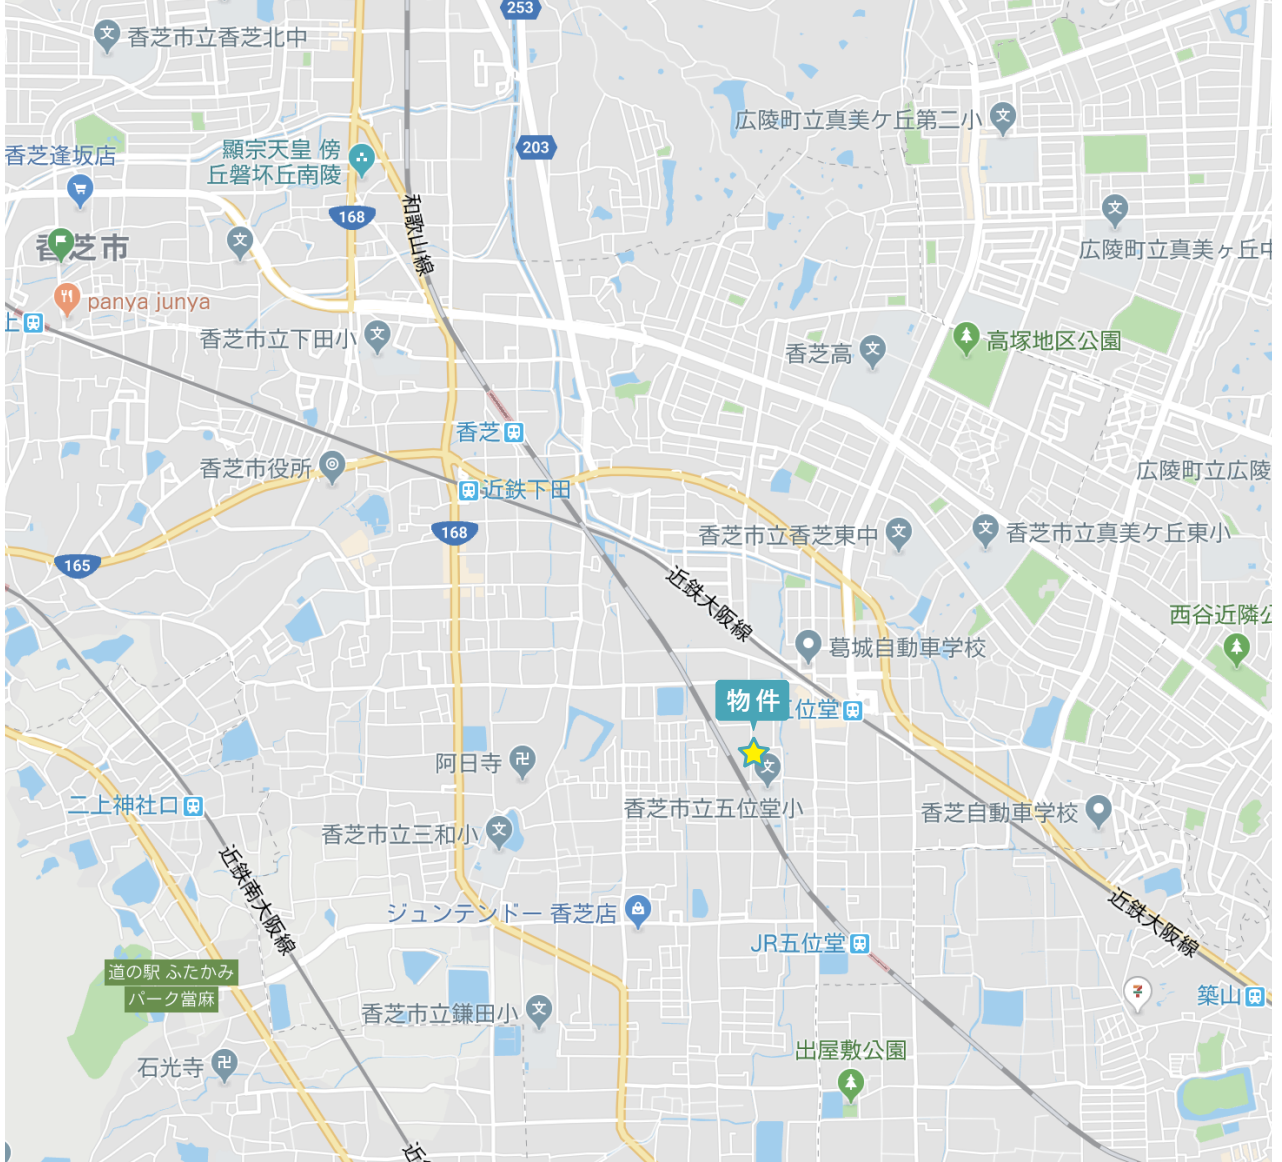 253
香芝市立香芝北中
広陵町立真美ケ丘第二小
203
香芝逢坂店
顯宗天皇 傍
丘磐坏丘南陵
168
和歌山線
香芝市
広陵町立真美ヶ丘中
panya junya
上
香芝市立下田小
香芝高
高塚地区公園
香芝
香芝市役所
近鉄下田
広陵町立広陵
168
香芝市立香芝東中
香芝市立真美ケ丘東小
165
近鉄大阪線
西谷近隣公
葛城自動車学校
物件
位堂
阿日寺
二上神社口
香芝市立五位堂小
香芝自動車学校
香芝市立三和小
近鉄南大阪線
ジュンテンドー 香芝店
近鉄大阪線
JR五位堂
道の駅 ふたかみ
パーク當麻
築山
香芝市立鎌田小
出屋敷公園
石光寺
近